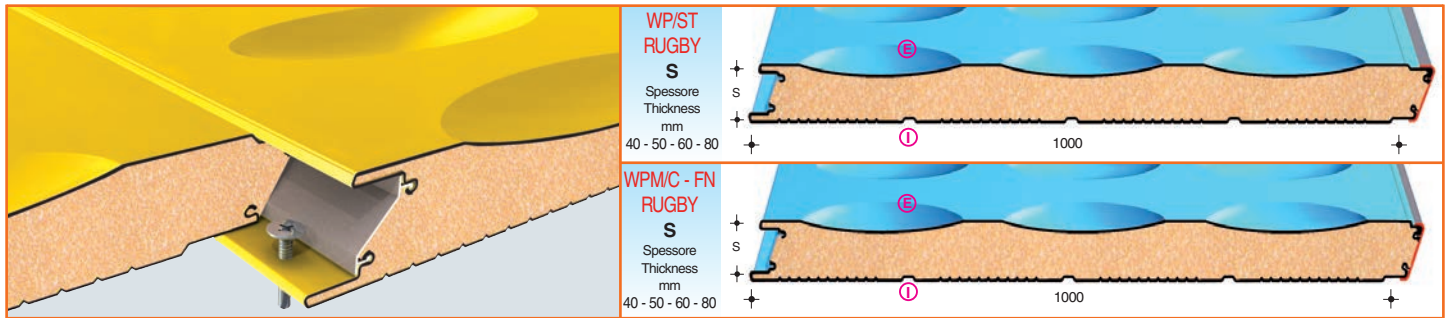 WP/ST
RUGBY
S
Spessore
Thickness
mm
40 - 50 - 60 - 80
E
S
I
1000
WPM/C - FN
RUGBY
S
Spessore
Thickness
mm
40 - 50 - 60 - 80
E
S
I
1000